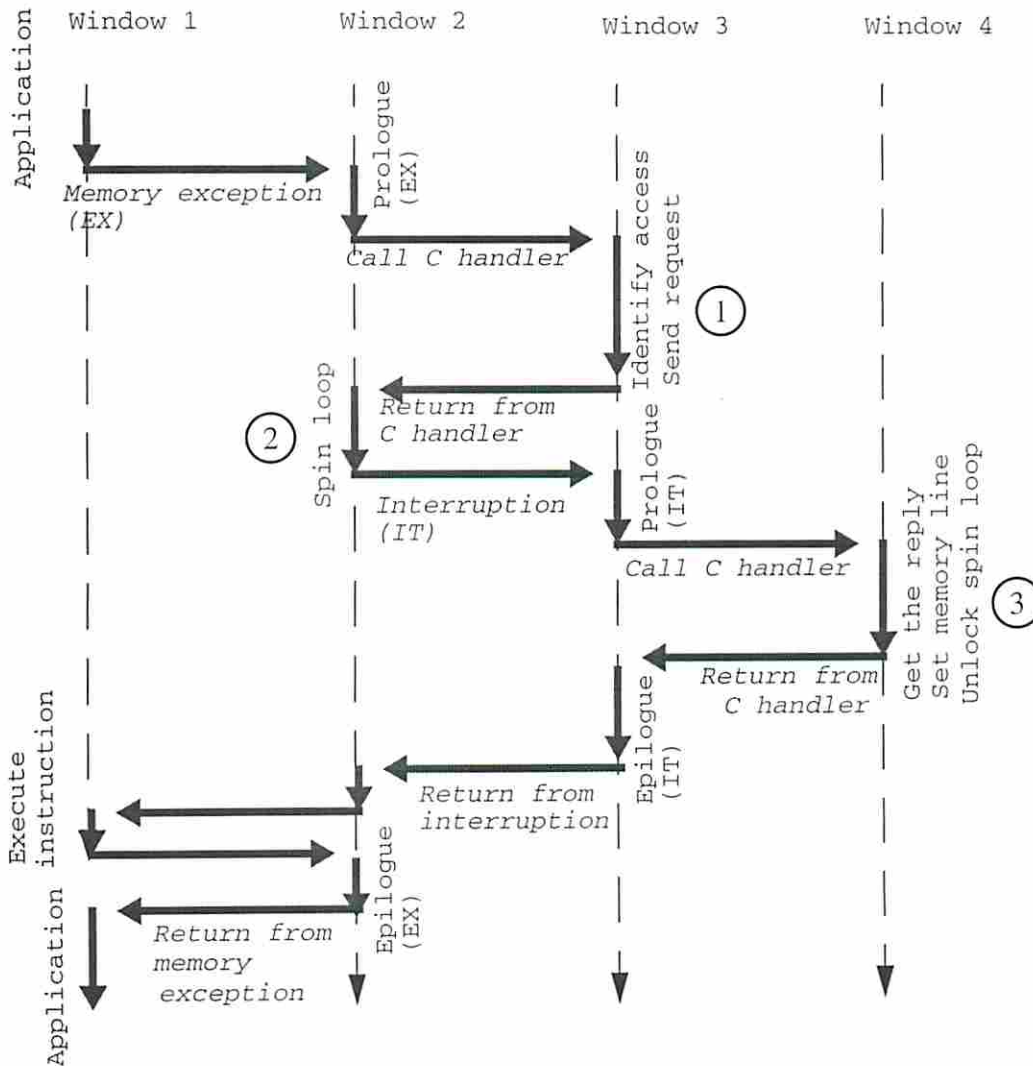 Window 1
Window 2
Window 3
Window 4
Application
Memory exception
(EX)
Prologue
(EX)
Call C handler
Identify access
Send request
1
Return from
C handler
Spin loop
2
Interruption
(IT)
Prologue
(IT)
Call C handler
Get the reply
Set memory line
Unlock spin loop
3
Return from
C handler
Epilogue
(IT)
Return from
interruption
Execute
instruction
Epilogue
(EX)
Return from
memory
exception
Application